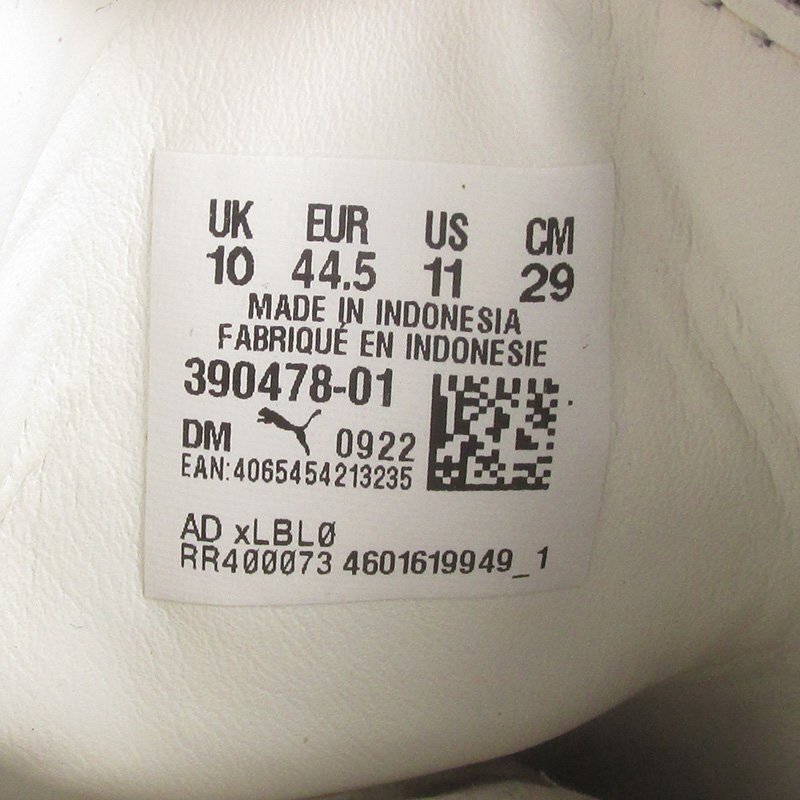 UK EUR US CM
10 44.5 11 29
MADE IN INDONESIA
FABRIQUÉ EN INDONESIE
390478-01
DM 0922
EAN:4065454213235
AD xLBL0
RR400073 4601619949_1